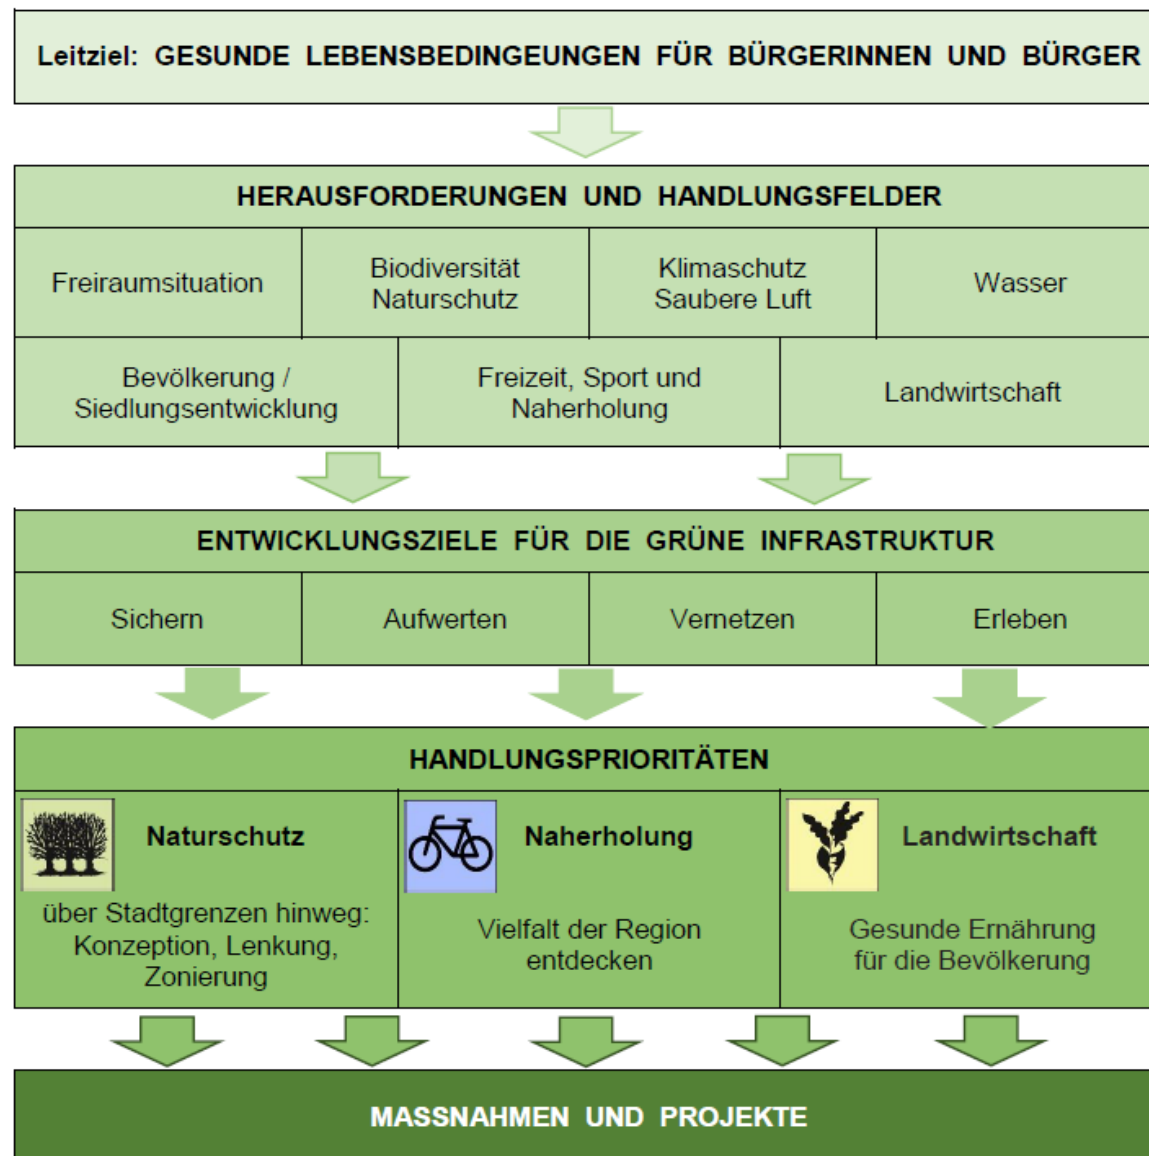 Leitziel: GESUNDE LEBENSBEDINGEUNGEN FÜR BÜRGERINNEN UND BÜRGER
HERAUSFORDERUNGEN UND HANDLUNGSFELDER
Freiraumsituation
Biodiversität
Naturschutz
Klimaschutz
Saubere Luft
Wasser
Bevölkerung /
Siedlungsentwicklung
Freizeit, Sport und
Naherholung
Landwirtschaft
ENTWICKLUNGSZIELE FÜR DIE GRÜNE INFRASTRUKTUR
Sichern
Aufwerten
Vernetzen
Erleben
HANDLUNGSPRIORITÄTEN
Naturschutz
über Stadtgrenzen hinweg:
Konzeption, Lenkung,
Zonierung
Naherholung
Vielfalt der Region
entdecken
Landwirtschaft
Gesunde Ernährung
für die Bevölkerung
MASSNAHMEN UND PROJEKTE